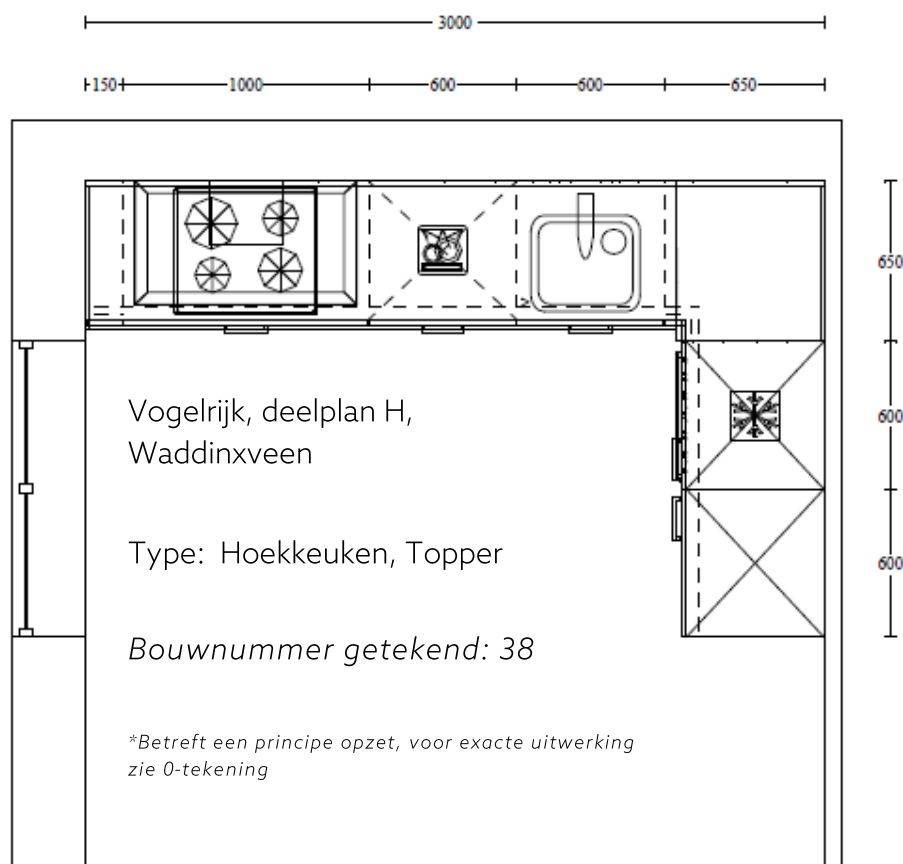 3000
150 1000 600 600 650
650
600
600
Vogelrijk, deelplan H,
Waddinxveen
Type: Hoekkeuken, Topper
Bouwnummer getekend: 38
*Betreft een principe opzet, voor exacte uitwerking
zie 0-tekening